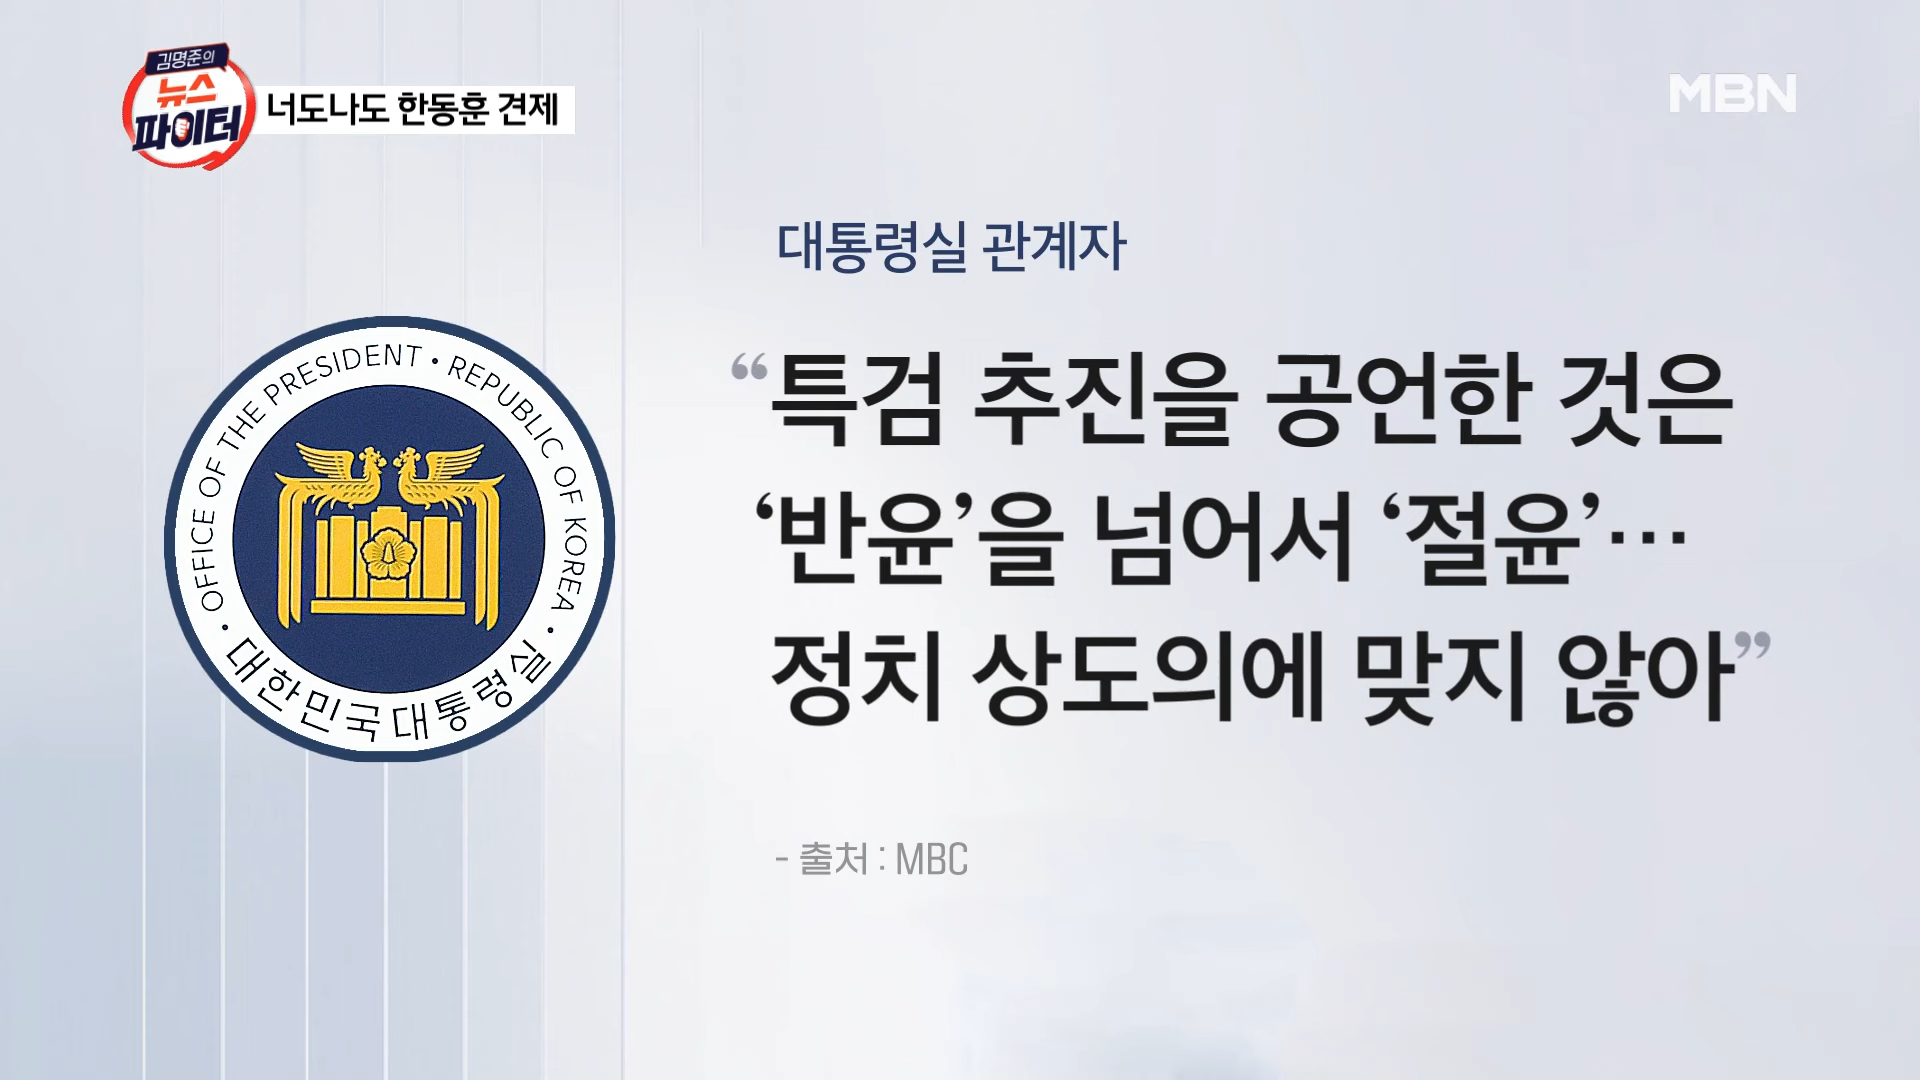 김명준의
뉴스
파이터
너도나도 한동훈 견제
MBN
대통령실 관계자
“특검 추진을 공언한 것은
‘반윤’을 넘어서 ‘절윤’…
정치 상도의에 맞지 않아”
- 출처 : MBC
OFFICE OF THE PRESIDENT • REPUBLIC OF KOREA •
대한민국대통령실 •